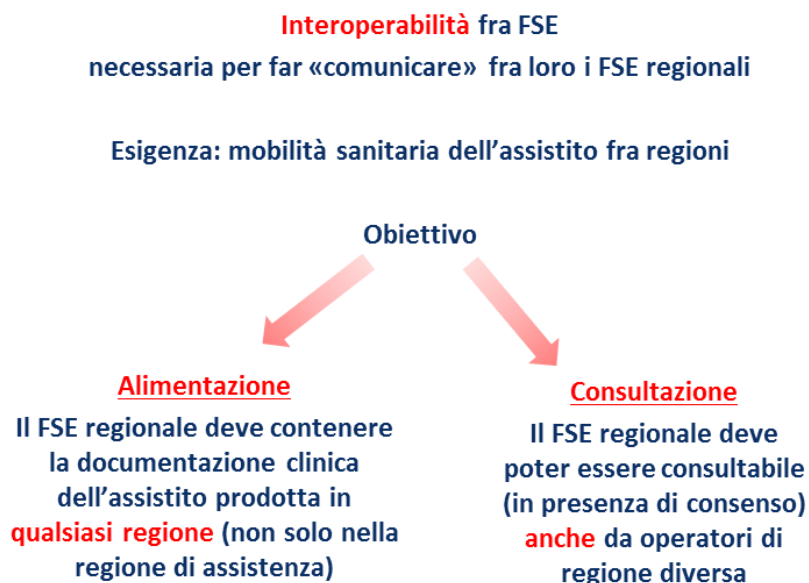 Interoperabilità fra FSE
necessaria per far «comunicare» fra loro i FSE regionali
Esigenza: mobilità sanitaria dell'assistito fra regioni
Obiettivo
Alimentazione
Il FSE regionale deve contenere
la documentazione clinica
dell'assistito prodotta in
qualsiasi regione (non solo nella
regione di assistenza)
Consultazione
Il FSE regionale deve
poter essere consultabile
(in presenza di consenso)
anche da operatori di
regione diversa